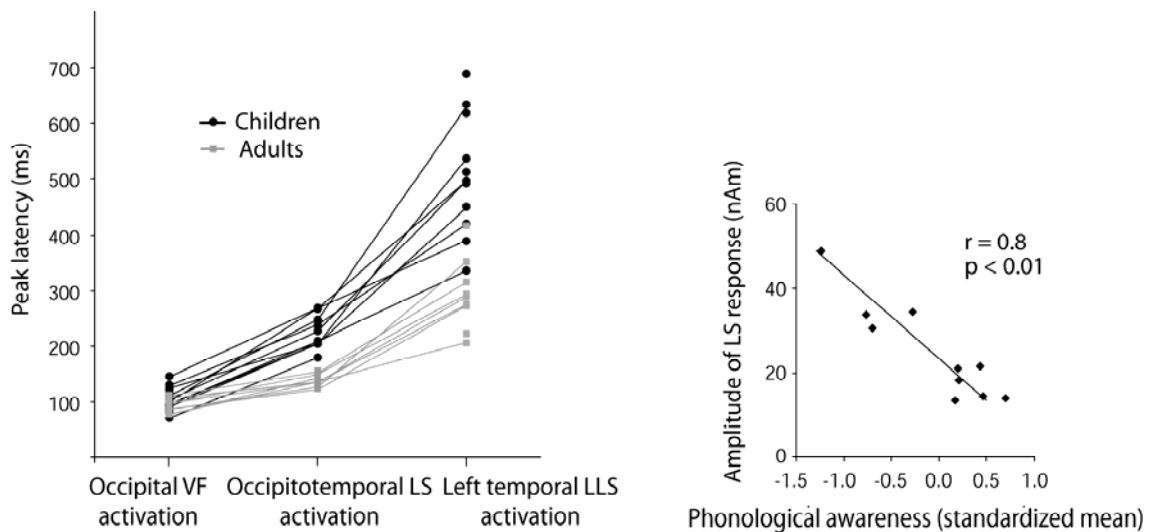 700
600
500
400
300
200
100
Peak latency (ms)
Children
Adults
Occipital VF activation
Occipitotemporal LS activation
Left temporal LLS activation
60
40
20
0
Amplitude of LS response (nAm)
r = 0.8
p < 0.01
-1.5 -1.0 -0.5 0.0 0.5 1.0
Phonological awareness (standardized mean)